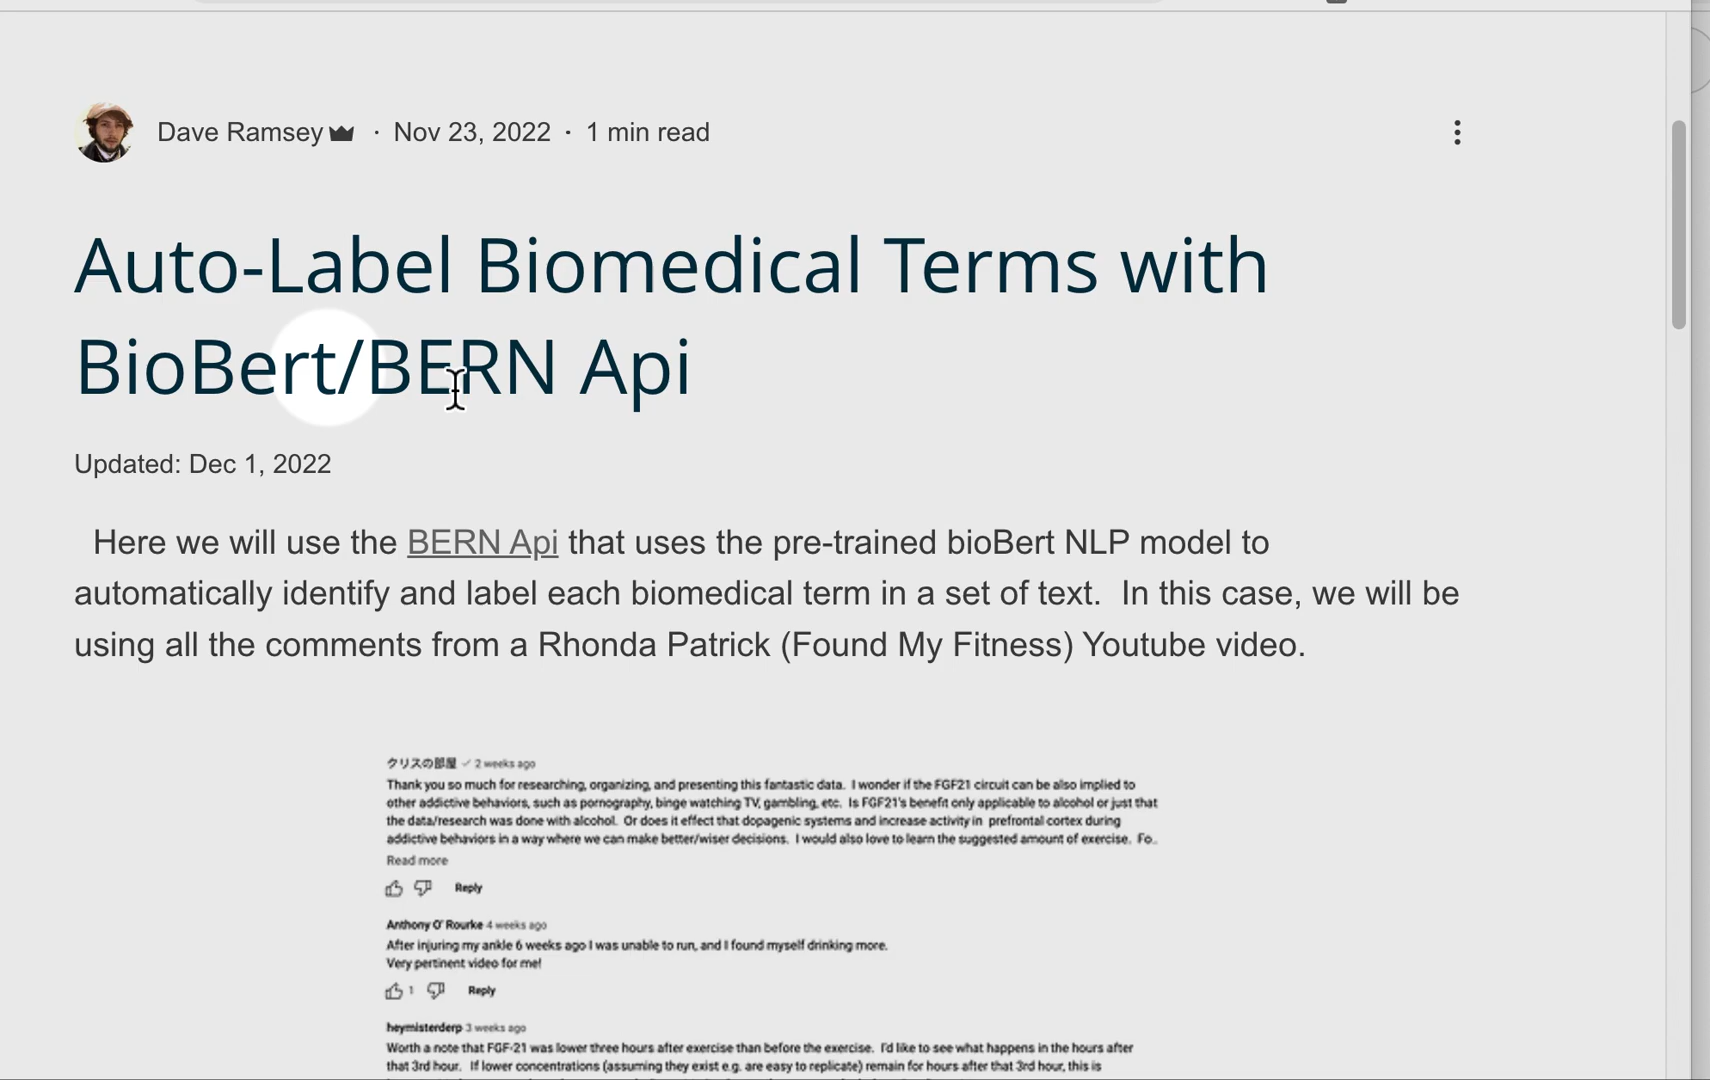 Dave Ramsey · Nov 23, 2022 · 1 min read
Auto-Label Biomedical Terms with
BioBert/BERN Api
Updated: Dec 1, 2022
Here we will use the BERN Api that uses the pre-trained bioBert NLP model to
automatically identify and label each biomedical term in a set of text.  In this case, we will be
using all the comments from a Rhonda Patrick (Found My Fitness) Youtube video.
クリスの部屋 ✓ 2 weeks ago
Thank you so much for researching, organizing, and presenting this fantastic data.  I wonder if the FGF21 circuit can be also implied to
other addictive behaviors, such as pornography, binge watching TV, gambling, etc.  Is FGF21's benefit only applicable to alcohol or just that
the data/research was done with alcohol.  Or does it effect that dopagenic systems and increase activity in  prefrontal cortex during
addictive behaviors in a way where we can make better/wiser decisions.  I would also love to learn the suggested amount of exercise.  Fo..
Read more
Reply
Anthony O' Rourke 4 weeks ago
After injuring my ankle 6 weeks ago I was unable to run, and I found myself drinking more.
Very pertinent video for me!
1 Reply
heymisterderp 3 weeks ago
Worth a note that FGF-21 was lower three hours after exercise than before the exercise.  I'd like to see what happens in the hours after
that 3rd hour.  If lower concentrations (assuming they exist e.g. are easy to replicate) remain for hours after that 3rd hour, this is